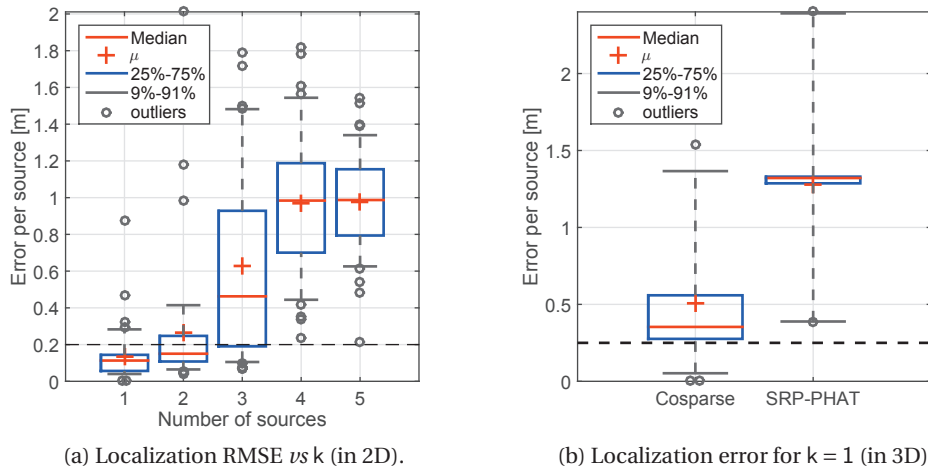 2
1.8
1.6
1.4
1.2
1
0.8
0.6
0.4
0.2
0
Error per source [m]
Median
μ
25%-75%
9%-91%
outliers
1 2 3 4 5
Number of sources
(a) Localization RMSE vs k (in 2D).
2
1.5
1
0.5
0
Error per source [m]
Median
μ
25%-75%
9%-91%
outliers
Cosparse SRP-PHAT
(b) Localization error for k = 1 (in 3D)